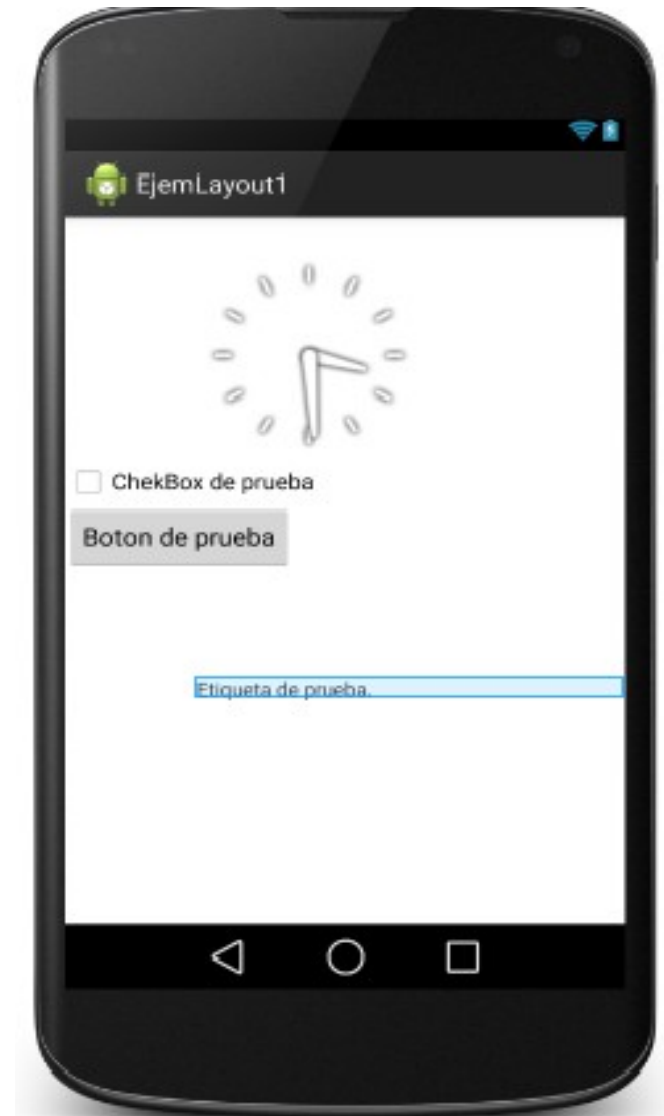 EjemLayout1
ChekBox de prueba
Boton de prueba
Etiqueta de prueba.